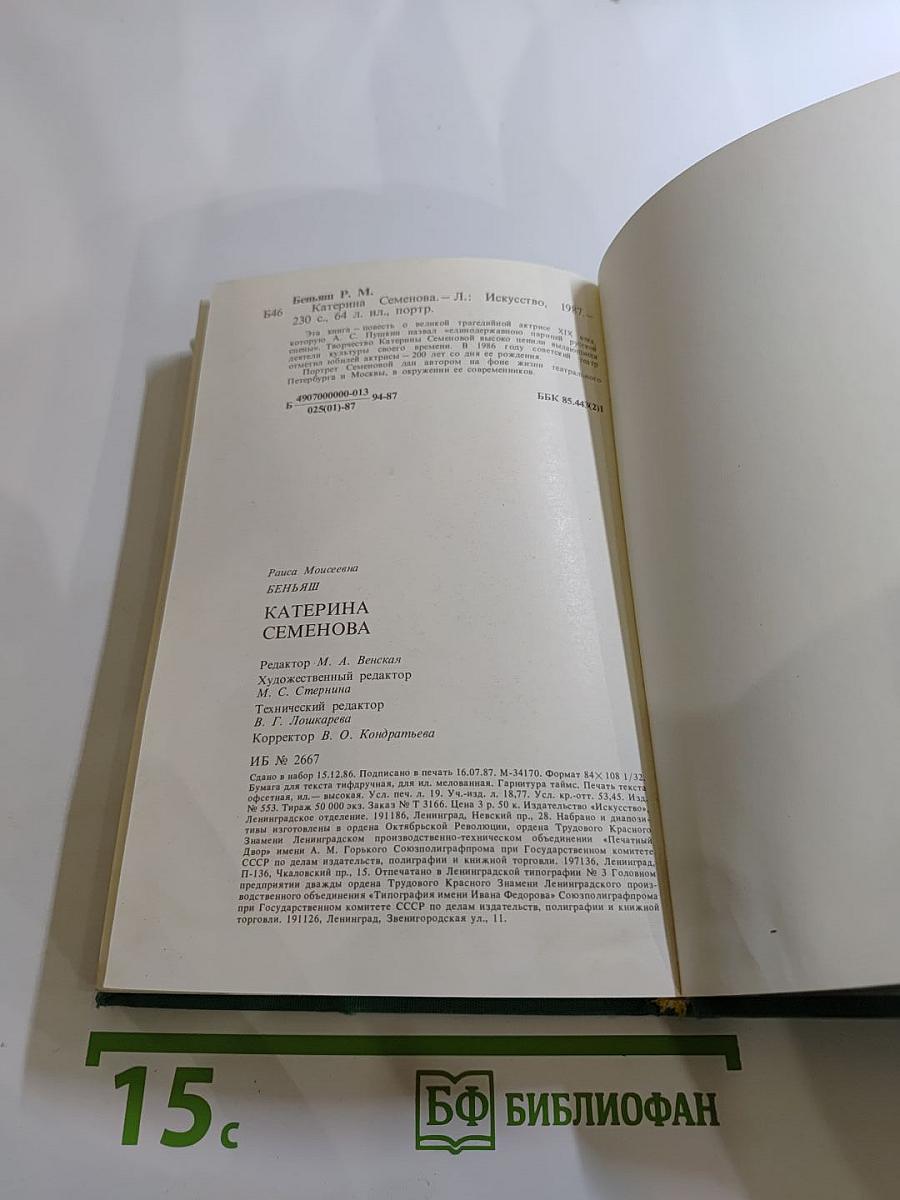 Беньяш Р. М.
Б46 Катерина Семенова. — Л.: Искусство, 1987. —
230 с., 64 л. ил., портр.
Эта книга — повесть о великой трагедийной актрисе XIX века,
которую А. С. Пушкин назвал «единодержавною царицей русской
сцены». Творчество Катерины Семеновой высоко ценили выдающиеся
деятели культуры своего времени. В 1986 году советский театр
отметил юбилей актрисы — 200 лет со дня ее рождения.
Портрет Семеновой дан автором на фоне жизни театрального
Петербурга и Москвы, в окружении ее современников.
Б 4907000000-013 94-87
025(01)-87
ББК 85.443(2)1
Раиса Моисеевна
БЕНЬЯШ
КАТЕРИНА
СЕМЕНОВА
Редактор М. А. Венская
Художественный редактор
М. С. Стернина
Технический редактор
В. Г. Лошкарева
Корректор В. О. Кондратьева
ИБ № 2667
Сдано в набор 15.12.86. Подписано в печать 16.07.87. М-34170. Формат 84×108 1/32.
Бумага для текста тифдручная, для ил. мелованная. Гарнитура таймс. Печать текста
офсетная, ил. — высокая. Усл. печ. л. 19. Уч.-изд. л. 18,77. Усл. кр.-отт. 53,45. Изд.
№ 553. Тираж 50 000 экз. Заказ № Т 3166. Цена 3 р. 50 к. Издательство «Искусство»,
Ленинградское отделение. 191186, Ленинград, Невский пр., 28. Набрано и диапози-
тивы изготовлены в ордена Октябрьской Революции, ордена Трудового Красного
Знамени Ленинградском производственно-техническом объединении «Печатный
Двор» имени А. М. Горького Союзполиграфпрома при Государственном комитете
СССР по делам издательств, полиграфии и книжной торговли. 197136, Ленинград,
П-136, Чкаловский пр., 15. Отпечатано в Ленинградской типографии № 3 Головном
предприятии дважды ордена Трудового Красного Знамени Ленинградского произ-
водственного объединения «Типография имени Ивана Федорова» Союзполиграфпрома
при Государственном комитете СССР по делам издательств, полиграфии и книжной
торговли. 191126, Ленинград, Звенигородская ул., 11.
15 с
БФ БИБЛИОФАН